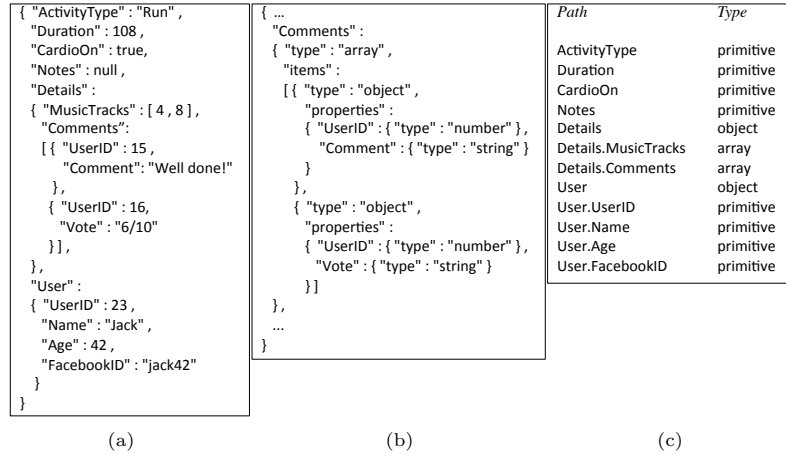 { "ActivityType" : "Run" ,
"Duration" : 108 ,
"CardioOn" : true,
"Notes" : null ,
"Details" :
{ "MusicTracks" : [ 4 , 8 ] ,
"Comments”:
[ { "UserID" : 15 ,
"Comment": "Well done!"
} ,
{ "UserID" : 16,
"Vote" : "6/10"
} ] ,
} ,
"User" :
{ "UserID" : 23 ,
"Name" : "Jack" ,
"Age" : 42 ,
"FacebookID" : "jack42"
}
}
(a)
{ ...
"Comments" :
{ "type" : "array" ,
"items" :
[ { "type" : "object" ,
"properties" :
{ "UserID" : { "type" : "number" } ,
"Comment" : { "type" : "string" }
}
} ,
{ "type" : "object" ,
"properties" :
{ "UserID" : { "type" : "number" } ,
"Vote" : { "type" : "string" }
} ]
} ,
...
}
(b)
Path Type
ActivityType primitive
Duration primitive
CardioOn primitive
Notes primitive
Details object
Details.MusicTracks array
Details.Comments array
User object
User.UserID primitive
User.Name primitive
User.Age primitive
User.FacebookID primitive
(c)